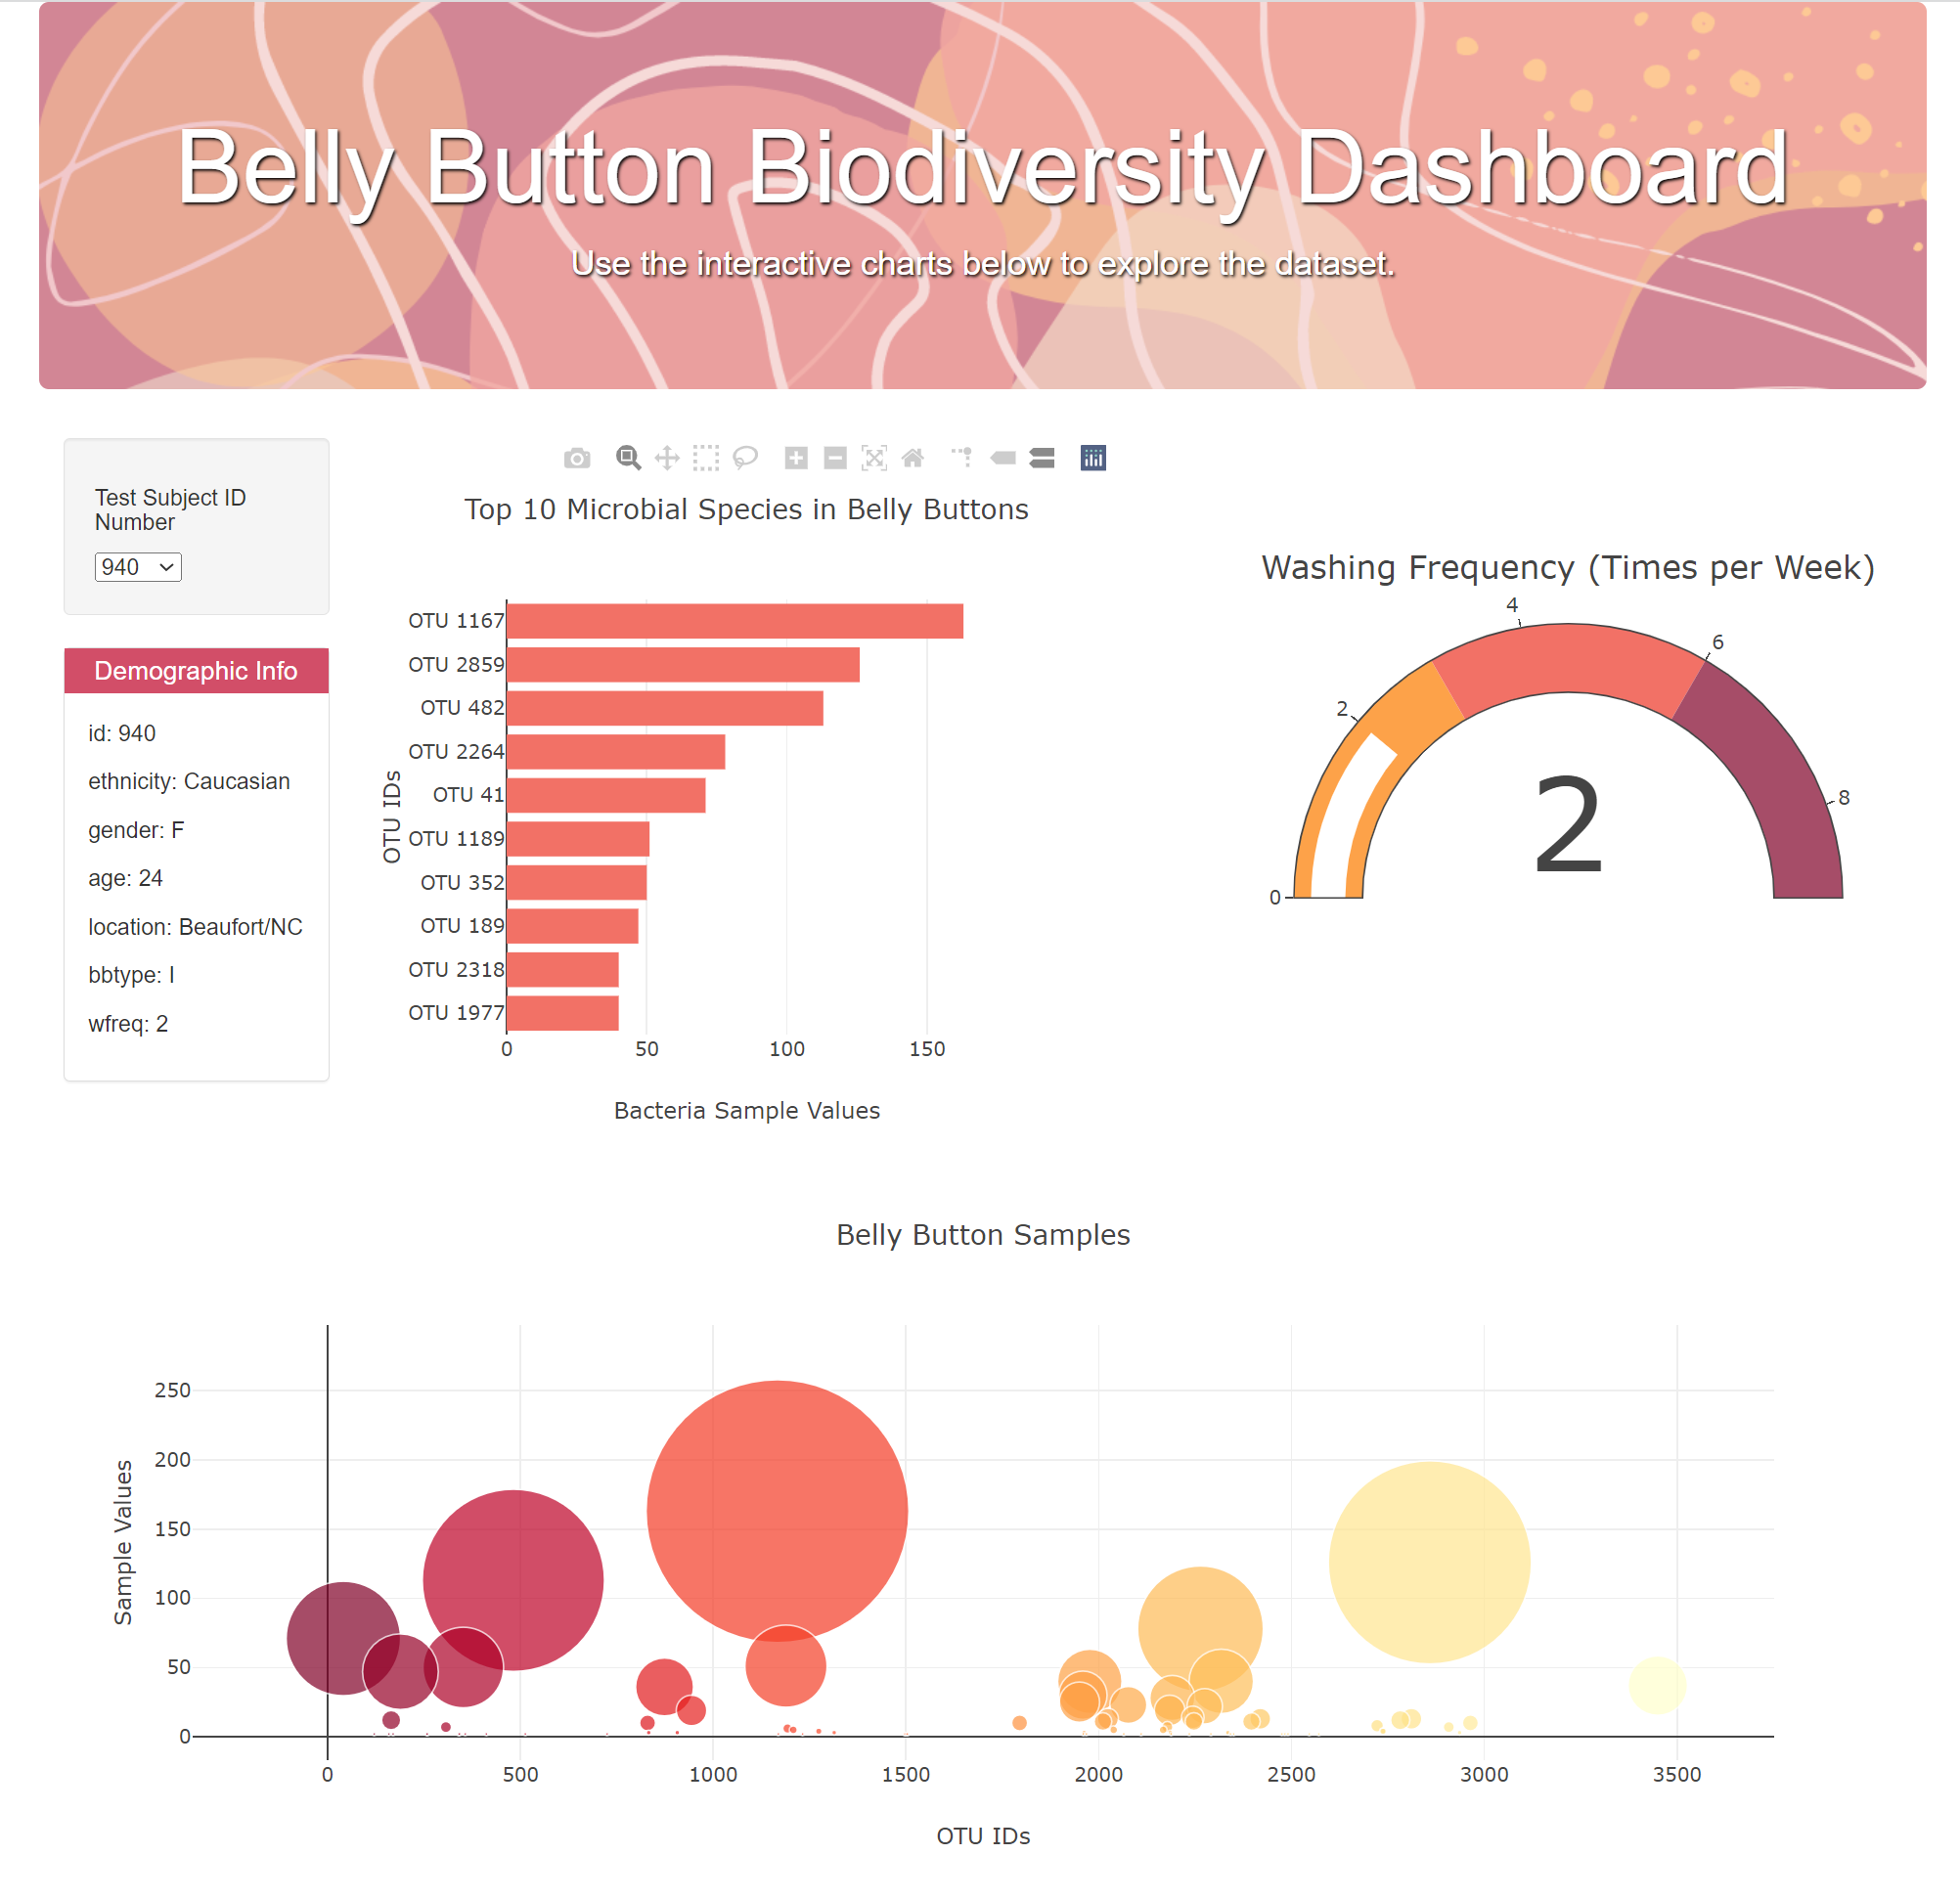 Belly Button Biodiversity Dashboard
Use the interactive charts below to explore the dataset.
Test Subject ID
Number
940
Demographic Info
id: 940
ethnicity: Caucasian
gender: F
age: 24
location: Beaufort/NC
bbtype: I
wfreq: 2
Top 10 Microbial Species in Belly Buttons
OTU IDs
OTU 1167
OTU 2859
OTU 482
OTU 2264
OTU 41
OTU 1189
OTU 352
OTU 189
OTU 2318
OTU 1977
0 50 100 150
Bacteria Sample Values
Washing Frequency (Times per Week)
0
2
4
6
8
2
Belly Button Samples
Sample Values
250
200
150
100
50
0
0 500 1000 1500 2000 2500 3000 3500
OTU IDs